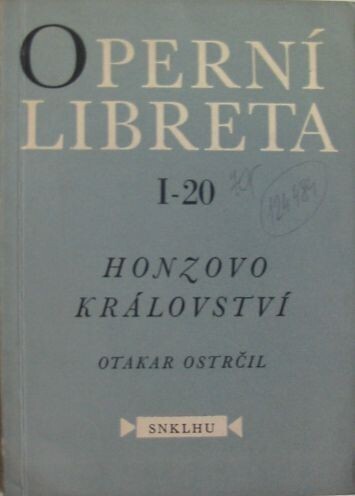 OPERNÍ
LIBRETA
I-20
HONZOVO
KRÁLOVSTVÍ
OTAKAR OSTRČIL
SNKLHU